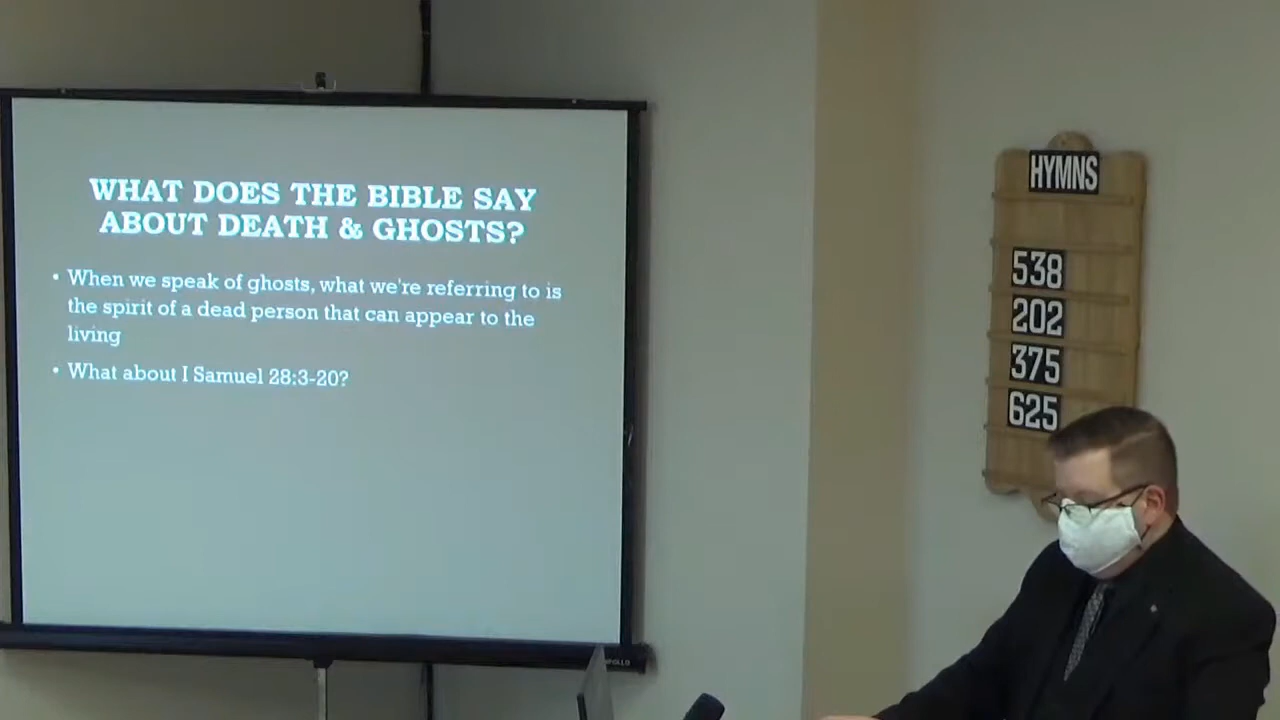 WHAT DOES THE BIBLE SAY
ABOUT DEATH & GHOSTS?
• When we speak of ghosts, what we're referring to is
the spirit of a dead person that can appear to the
living
• What about I Samuel 28:3-20?
HYMNS
538
202
375
625